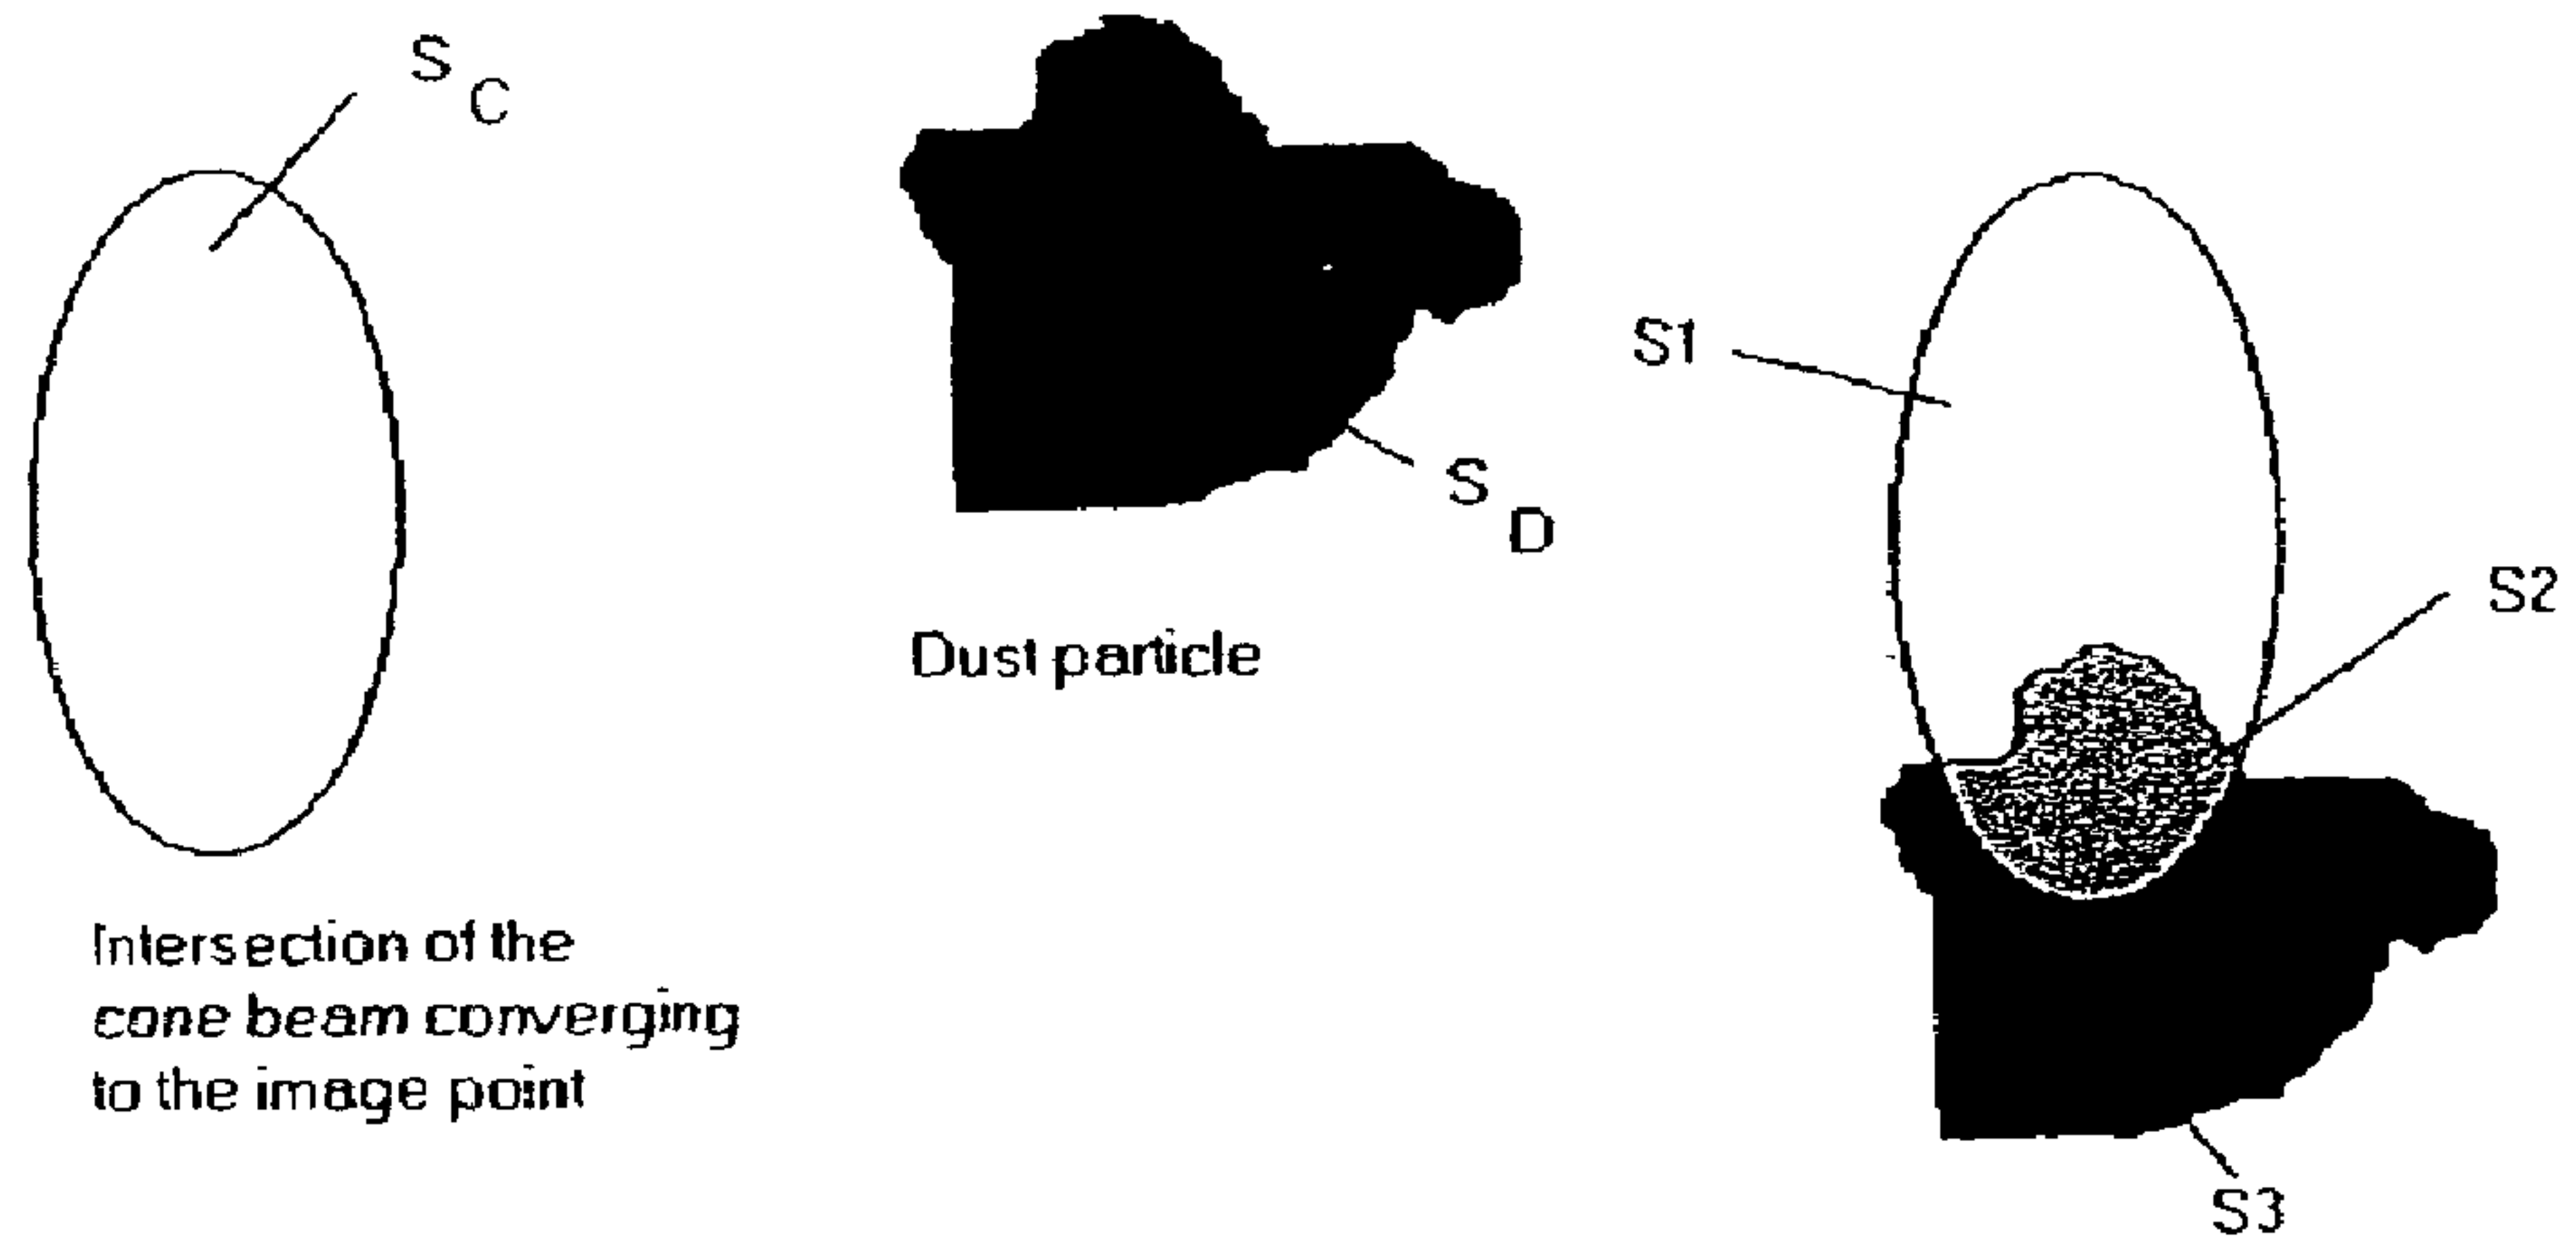 S C
Intersection of the
cone beam converging
to the image point
S D
Dust particle
S1
S2
S3